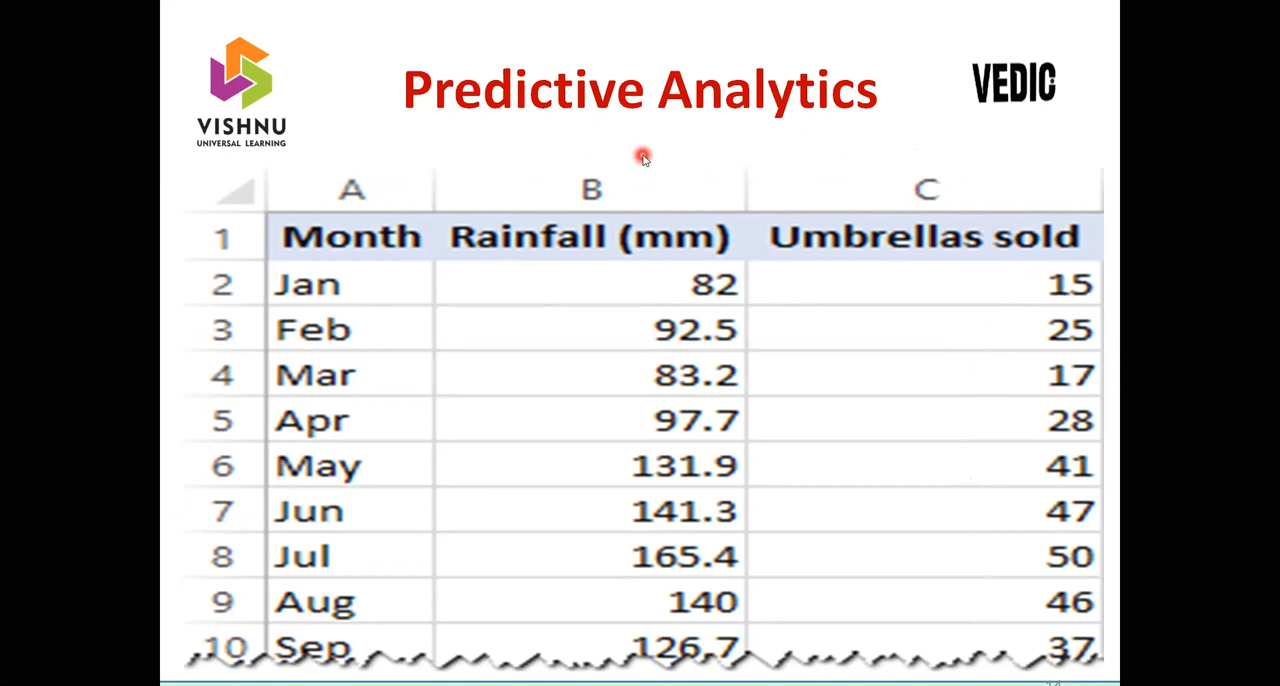 VISHNU
UNIVERSAL LEARNING
Predictive Analytics
VEDIC
A B C
1 Month Rainfall (mm) Umbrellas sold
2 Jan 82 15
3 Feb 92.5 25
4 Mar 83.2 17
5 Apr 97.7 28
6 May 131.9 41
7 Jun 141.3 47
8 Jul 165.4 50
9 Aug 140 46
10 Sep 126.7 37